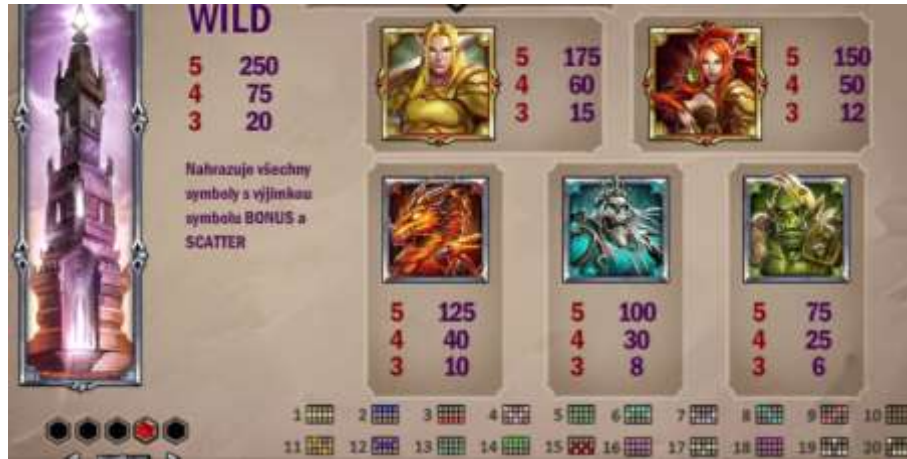 WILD
5 250
4 75
3 20
Nahrazuje všechny
symboly s výjimkou
symbolu BONUS a
SCATTER
5 175
4 60
3 15
5 150
4 50
3 12
5 125
4 40
3 10
5 100
4 30
3 8
5 75
4 25
3 6
1 2 3 4 5 6 7 8 9 10
11 12 13 14 15 16 17 18 19 20